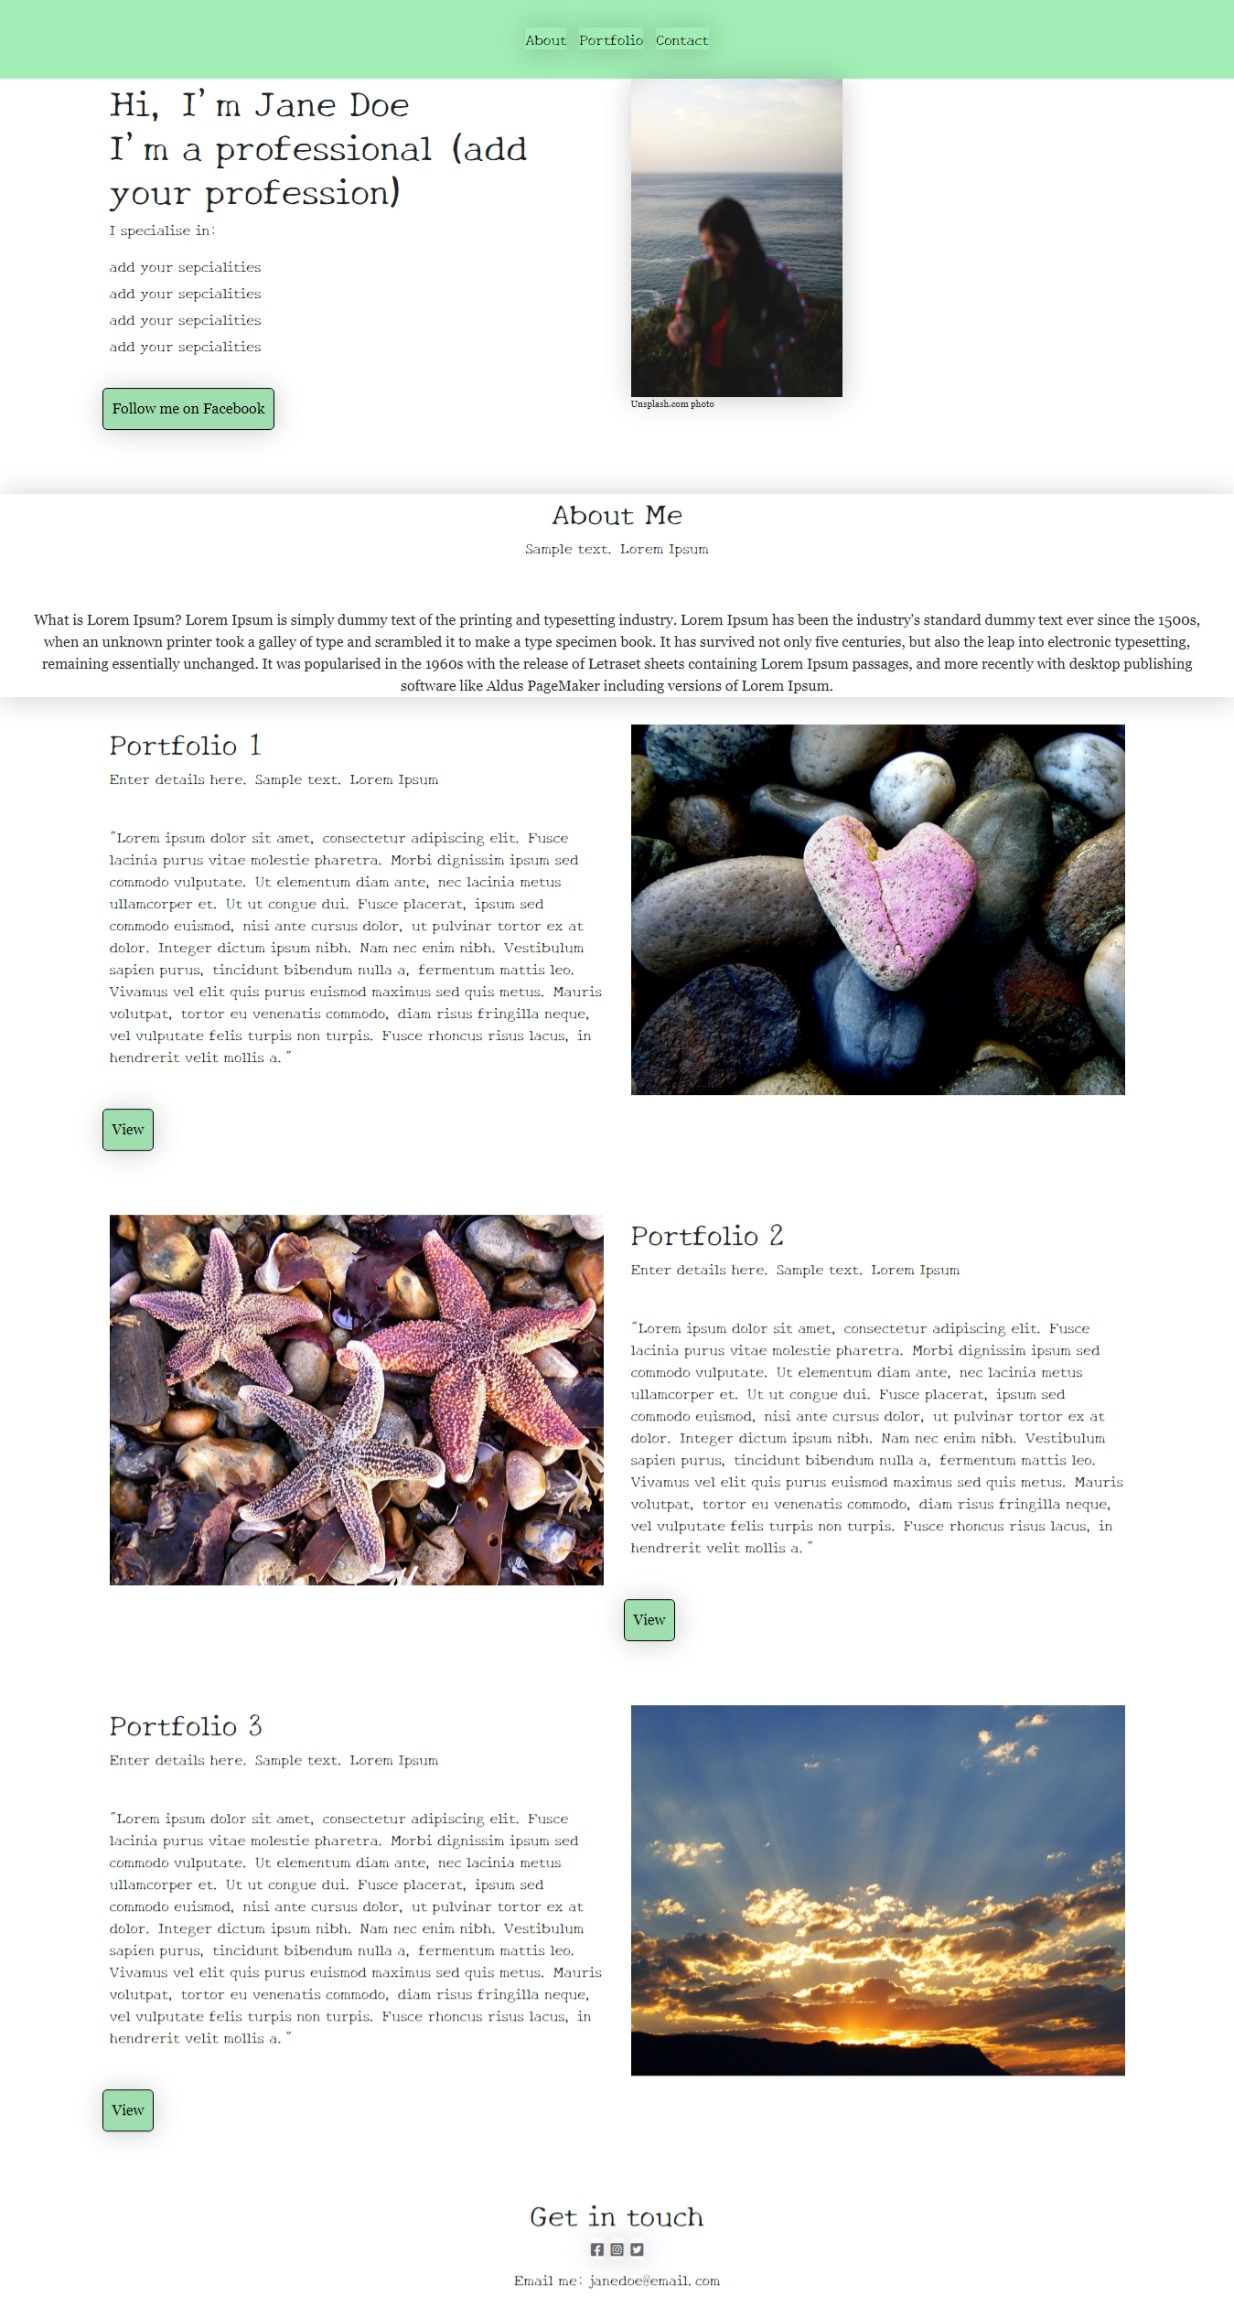 About Portfolio Contact
Hi, I'm Jane Doe
I'm a professional (add
your profession)
I specialise in:
add your sepcialities
add your sepcialities
add your sepcialities
add your sepcialities
Follow me on Facebook
Unsplash.com photo
About Me
Sample text. Lorem Ipsum
What is Lorem Ipsum? Lorem Ipsum is simply dummy text of the printing and typesetting industry. Lorem Ipsum has been the industry's standard dummy text ever since the 1500s,
when an unknown printer took a galley of type and scrambled it to make a type specimen book. It has survived not only five centuries, but also the leap into electronic typesetting,
remaining essentially unchanged. It was popularised in the 1960s with the release of Letraset sheets containing Lorem Ipsum passages, and more recently with desktop publishing
software like Aldus PageMaker including versions of Lorem Ipsum.
Portfolio 1
Enter details here. Sample text. Lorem Ipsum
"Lorem ipsum dolor sit amet, consectetur adipiscing elit. Fusce
lacinia purus vitae molestie pharetra. Morbi dignissim ipsum sed
commodo vulputate. Ut elementum diam ante, nec lacinia metus
ullamcorper et. Ut ut congue dui. Fusce placerat, ipsum sed
commodo euismod, nisi ante cursus dolor, ut pulvinar tortor ex at
dolor. Integer dictum ipsum nibh. Nam nec enim nibh. Vestibulum
sapien purus, tincidunt bibendum nulla a, fermentum mattis leo.
Vivamus vel elit quis purus euismod maximus sed quis metus. Mauris
volutpat, tortor eu venenatis commodo, diam risus fringilla neque,
vel vulputate felis turpis non turpis. Fusce rhoncus risus lacus, in
hendrerit velit mollis a."
View
Portfolio 2
Enter details here. Sample text. Lorem Ipsum
"Lorem ipsum dolor sit amet, consectetur adipiscing elit. Fusce
lacinia purus vitae molestie pharetra. Morbi dignissim ipsum sed
commodo vulputate. Ut elementum diam ante, nec lacinia metus
ullamcorper et. Ut ut congue dui. Fusce placerat, ipsum sed
commodo euismod, nisi ante cursus dolor, ut pulvinar tortor ex at
dolor. Integer dictum ipsum nibh. Nam nec enim nibh. Vestibulum
sapien purus, tincidunt bibendum nulla a, fermentum mattis leo.
Vivamus vel elit quis purus euismod maximus sed quis metus. Mauris
volutpat, tortor eu venenatis commodo, diam risus fringilla neque,
vel vulputate felis turpis non turpis. Fusce rhoncus risus lacus, in
hendrerit velit mollis a."
View
Portfolio 3
Enter details here. Sample text. Lorem Ipsum
"Lorem ipsum dolor sit amet, consectetur adipiscing elit. Fusce
lacinia purus vitae molestie pharetra. Morbi dignissim ipsum sed
commodo vulputate. Ut elementum diam ante, nec lacinia metus
ullamcorper et. Ut ut congue dui. Fusce placerat, ipsum sed
commodo euismod, nisi ante cursus dolor, ut pulvinar tortor ex at
dolor. Integer dictum ipsum nibh. Nam nec enim nibh. Vestibulum
sapien purus, tincidunt bibendum nulla a, fermentum mattis leo.
Vivamus vel elit quis purus euismod maximus sed quis metus. Mauris
volutpat, tortor eu venenatis commodo, diam risus fringilla neque,
vel vulputate felis turpis non turpis. Fusce rhoncus risus lacus, in
hendrerit velit mollis a."
View
Get in touch
Email me: janedoe@email.com